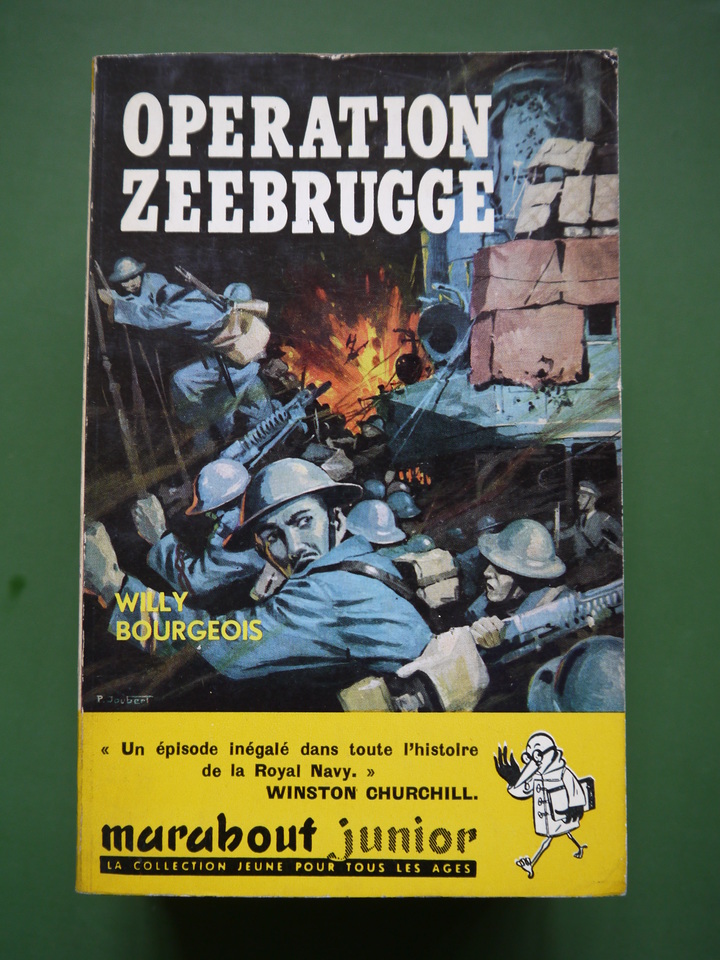 OPERATION
ZEEBRUGGE
WILLY
BOURGEOIS
P. Joubert
« Un épisode inégalé dans toute l'histoire
de la Royal Navy. »
WINSTON CHURCHILL.
marabout junior
LA COLLECTION JEUNE POUR TOUS LES AGES